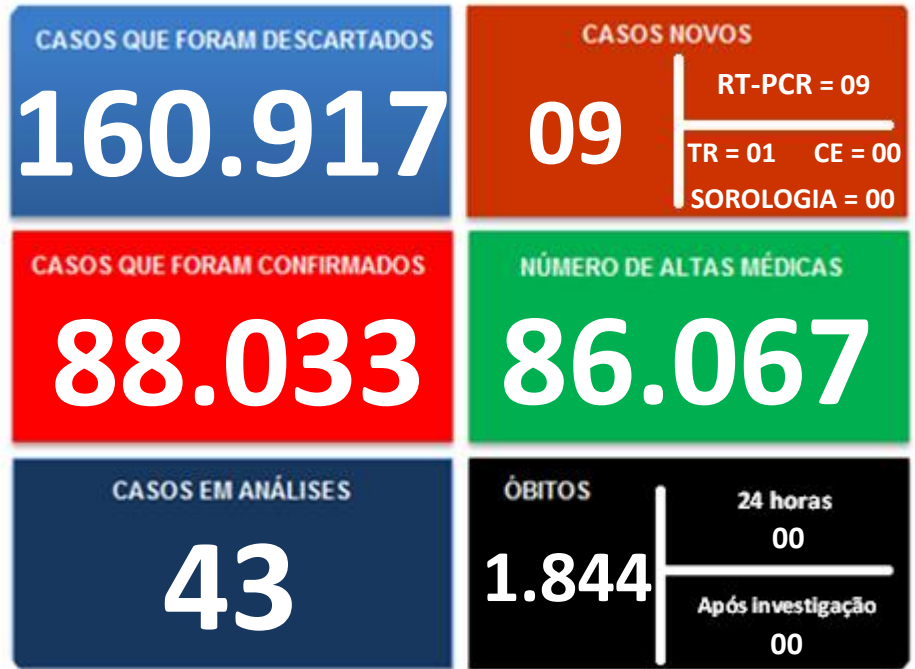 CASOS QUE FORAM DESCARTADOS
160.917
CASOS NOVOS
09
RT-PCR = 09
TR = 01 CE = 00
SOROLOGIA = 00
CASOS QUE FORAM CONFIRMADOS
88.033
NÚMERO DE ALTAS MÉDICAS
86.067
CASOS EM ANÁLISES
43
ÓBITOS
1.844
24 horas
00
Após investigação
00